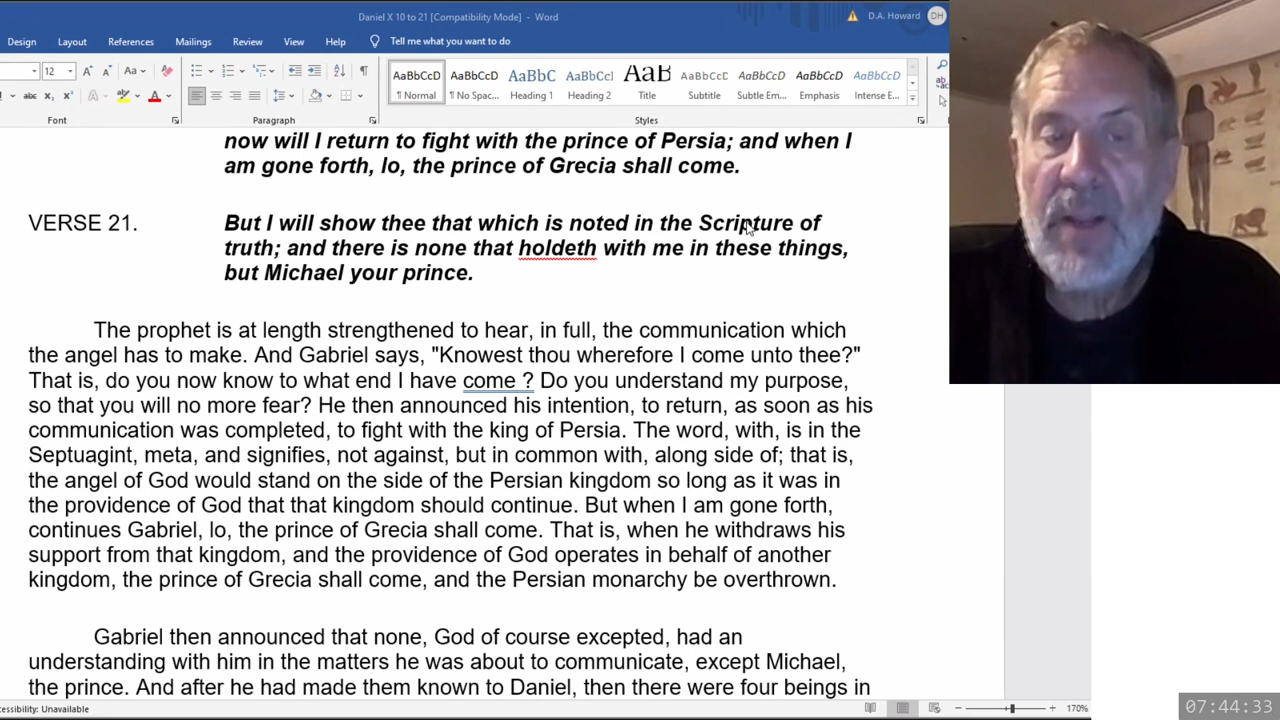 Daniel X 10 to 21 [Compatibility Mode] - Word
D.A. Howard
DH
Design Layout References Mailings Review View Help Tell me what you want to do
12 Aa
abc x₂ x² A ab A
AaBbCcD AaBbCcD AaBbC AaBbCcC AaB AaBbCcD AaBbCcD AaBbCcD AaBbCcD
¶ Normal ¶ No Spac... Heading 1 Heading 2 Title Subtitle Subtle Em... Emphasis Intense E...
Font Paragraph Styles
now will I return to fight with the prince of Persia; and when I
am gone forth, lo, the prince of Grecia shall come.
VERSE 21. But I will show thee that which is noted in the Scripture of
truth; and there is none that holdeth with me in these things,
but Michael your prince.
The prophet is at length strengthened to hear, in full, the communication which
the angel has to make. And Gabriel says, "Knowest thou wherefore I come unto thee?"
That is, do you now know to what end I have come ? Do you understand my purpose,
so that you will no more fear? He then announced his intention, to return, as soon as his
communication was completed, to fight with the king of Persia. The word, with, is in the
Septuagint, meta, and signifies, not against, but in common with, along side of; that is,
the angel of God would stand on the side of the Persian kingdom so long as it was in
the providence of God that that kingdom should continue. But when I am gone forth,
continues Gabriel, lo, the prince of Grecia shall come. That is, when he withdraws his
support from that kingdom, and the providence of God operates in behalf of another
kingdom, the prince of Grecia shall come, and the Persian monarchy be overthrown.
Gabriel then announced that none, God of course excepted, had an
understanding with him in the matters he was about to communicate, except Michael,
the prince. And after he had made them known to Daniel, then there were four beings in
cessibility: Unavailable
170%
07:44:33